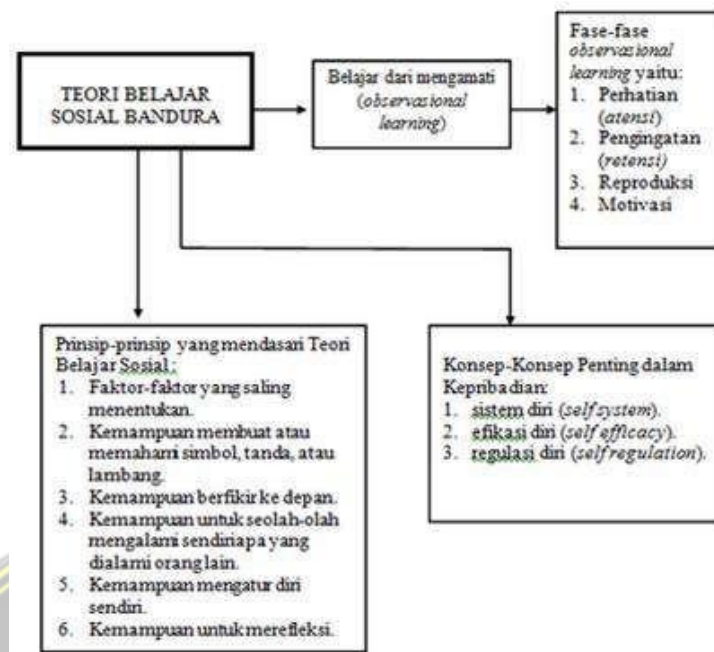 TEORI BELAJAR
SOSIAL BANDURA
Belajar dari mengamati
(observasional
learning)
Fase-fase
observasional
learning yaitu:
1. Perhatian
(atensi)
2. Pengingatan
(retensi)
3. Reproduksi
4. Motivasi
Prinsip-prinsip yang mendasari Teori
Belajar Sosial:
1. Faktor-faktor yang saling
menentukan.
2. Kemampuan membuat atau
memahami simbol, tanda, atau
lambang.
3. Kemampuan berfikir ke depan.
4. Kemampuan untuk seolah-olah
mengalami sendiri apa yang
dialami orang lain.
5. Kemampuan mengatur diri
sendiri.
6. Kemampuan untuk merefleksi.
Konsep-Konsep Penting dalam
Kepribadian:
1. sistem diri (self system).
2. efikasi diri (self efficacy).
3. regulasi diri (self regulation).